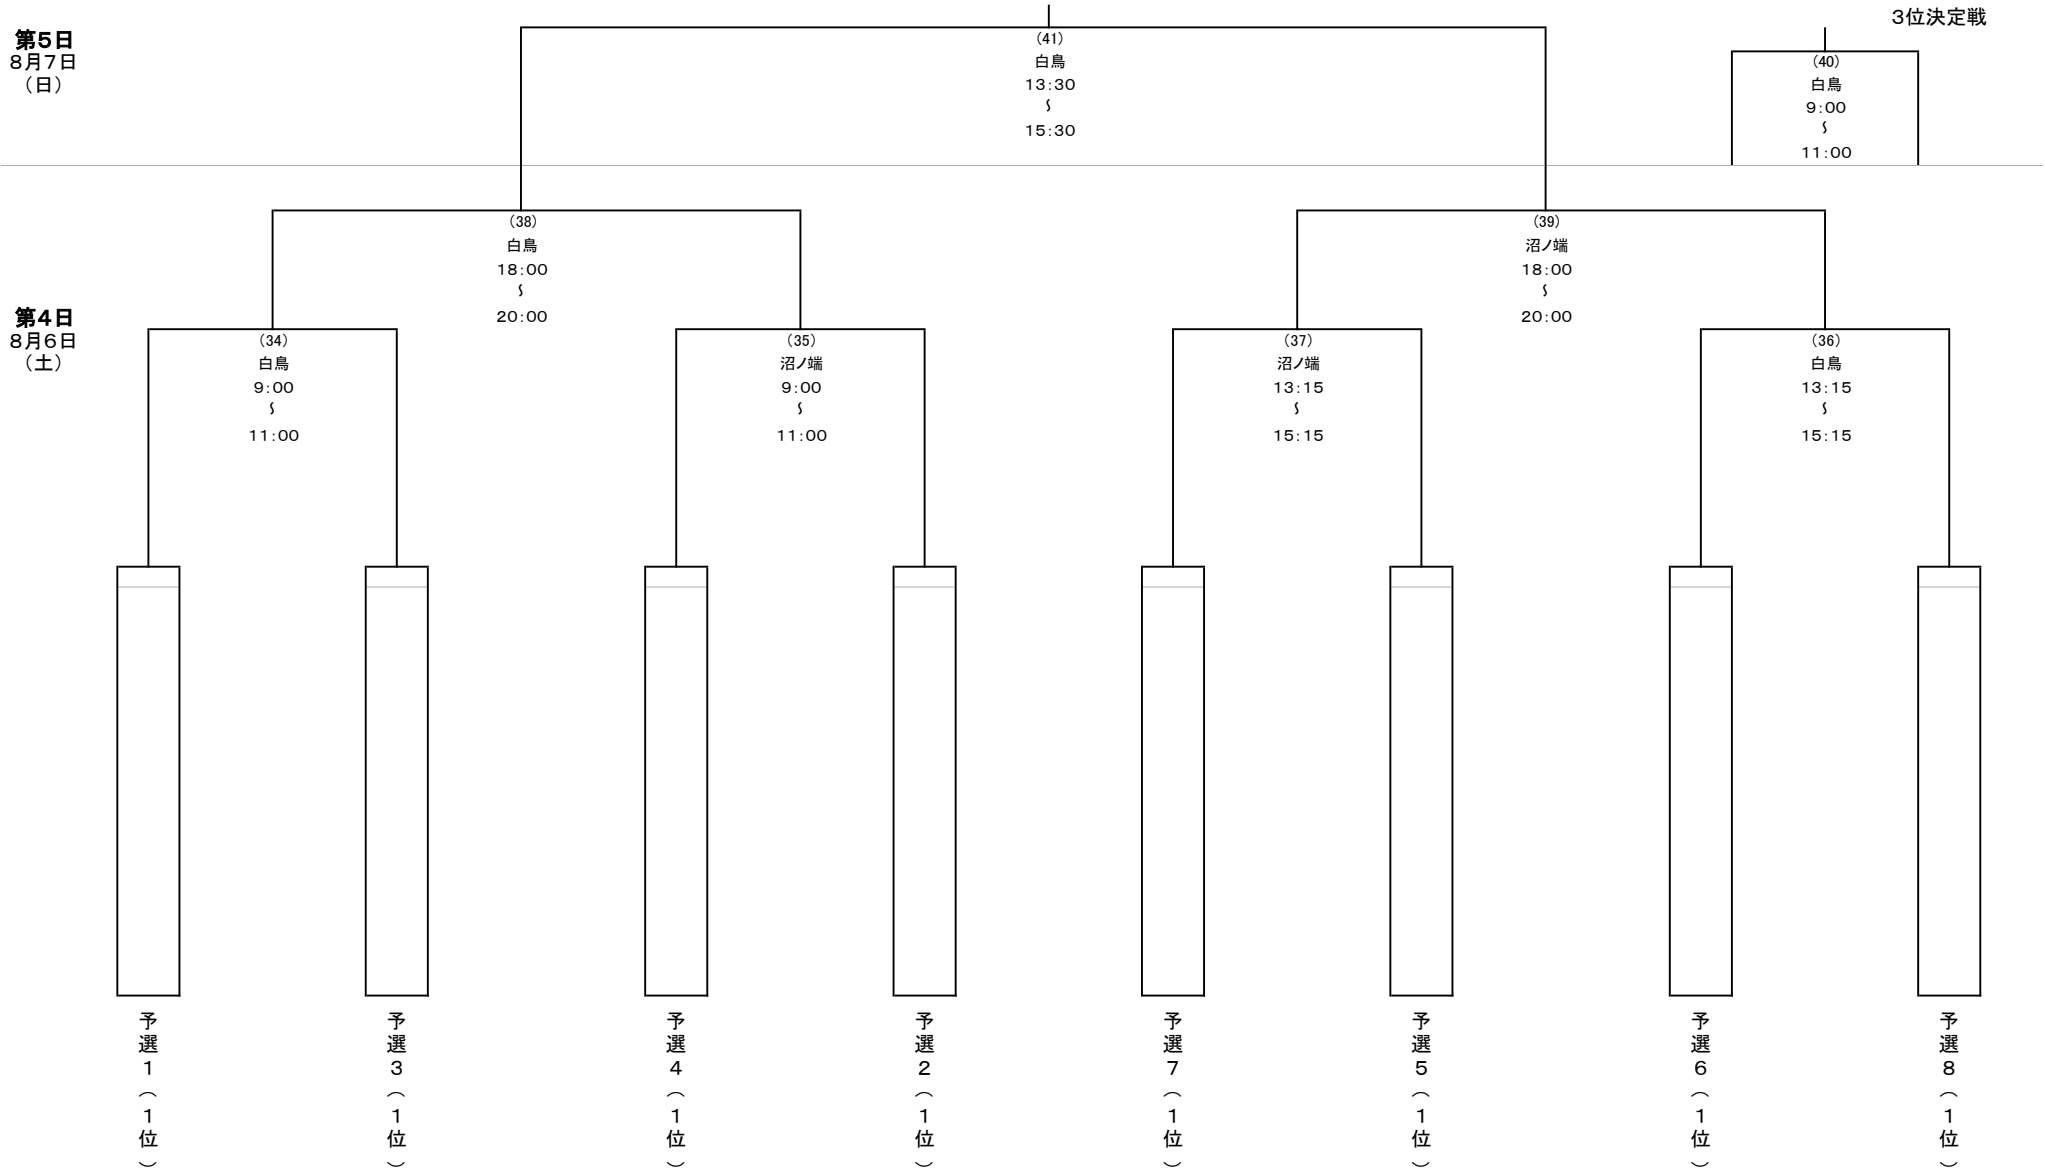 3位決定戦
第5日
8月7日
（日）
（41）
白鳥
13：30
～
15：30
（40）
白鳥
9：00
～
11：00
第4日
8月6日
（土）
（38）
白鳥
18：00
～
20：00
（39）
沼ノ端
18：00
～
20：00
（34）
白鳥
9：00
～
11：00
（35）
沼ノ端
9：00
～
11：00
（37）
沼ノ端
13：15
～
15：15
（36）
白鳥
13：15
～
15：15
予選1（1位）
予選3（1位）
予選4（1位）
予選2（1位）
予選7（1位）
予選5（1位）
予選6（1位）
予選8（1位）